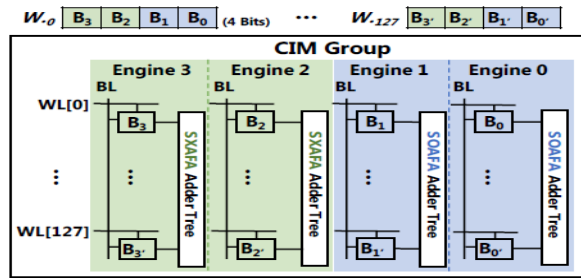 W.0 B3 B2 B1 B0 (4 Bits) ... W.127 B3' B2' B1' B0'
CIM Group
Engine 3 Engine 2 Engine 1 Engine 0
BL BL BL BL
WL[0] B3 B2 B1 B0
SXAFA Adder Tree SXAFA Adder Tree SOAFA Adder Tree SOAFA Adder Tree
... ... ... ... ...
WL[127] B3' B2' B1' B0'